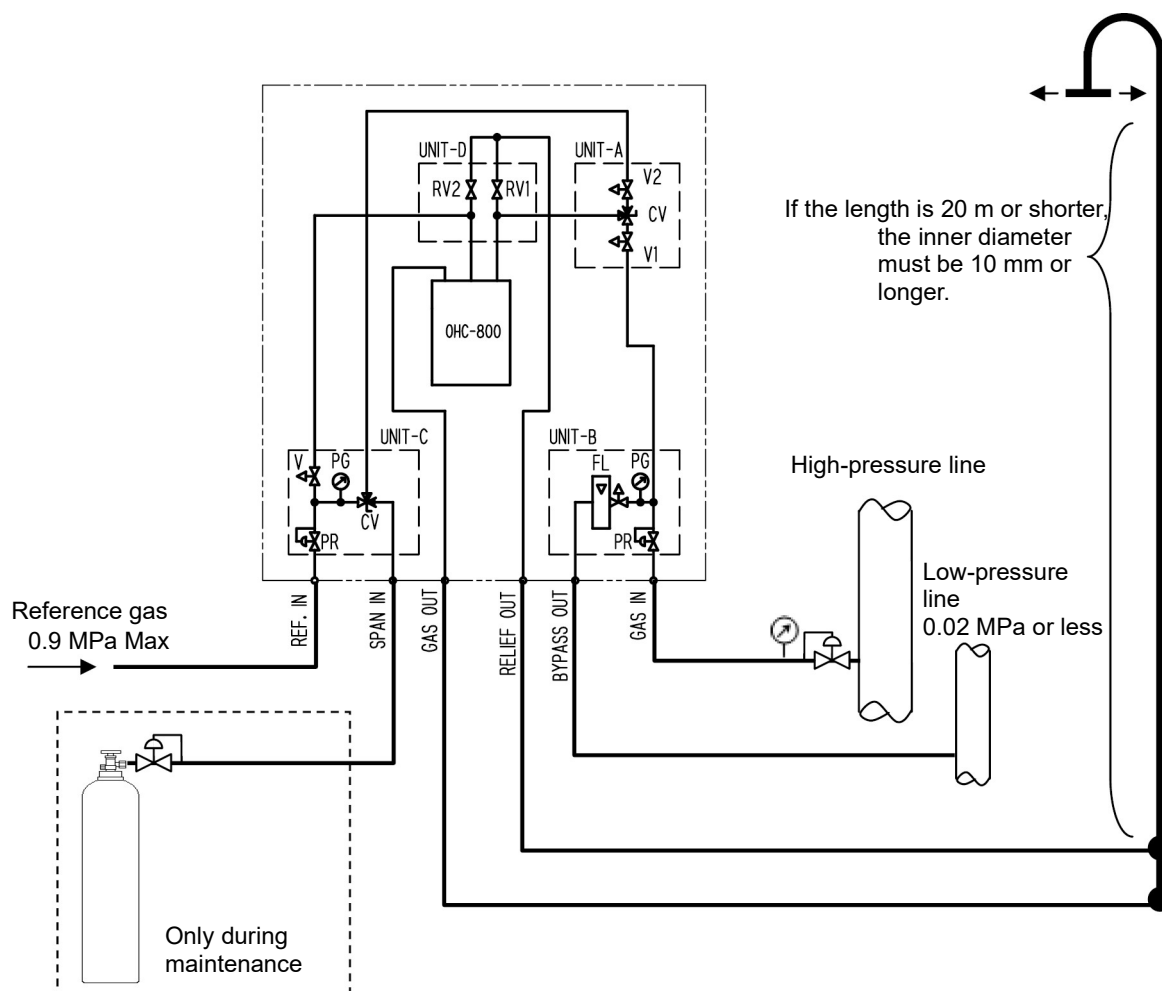 UNIT-D
UNIT-A
RV2
RV1
V2
CV
V1
If the length is 20 m or shorter,
the inner diameter
must be 10 mm or
longer.
OHC-800
UNIT-C
UNIT-B
V
PG
FL
PG
CV
PR
PR
High-pressure line
Low-pressure
line
0.02 MPa or less
Reference gas
0.9 MPa Max
REF. IN
SPAN IN
GAS OUT
RELIEF OUT
BYPASS OUT
GAS IN
Only during
maintenance